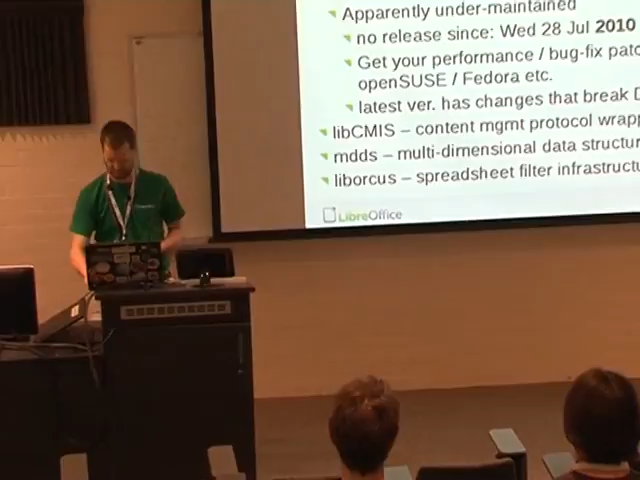 Apparently under-maintained
no release since: Wed 28 Jul 2010
Get your performance / bug-fix
openSUSE / Fedora etc.
latest ver. has changes that break
libCMIS – content mgmt protocol
mdds – multi-dimensional data
liborcus – spreadsheet filter
LibreOffice